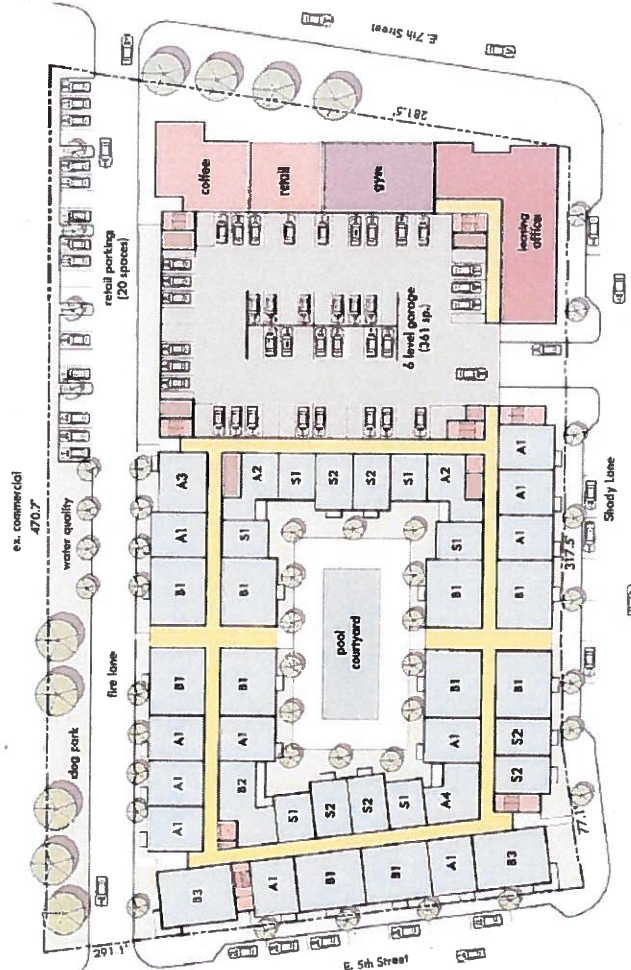 E. 7th Street
281.5'
coffee
retail
gym
leasing
office
retail parking
(20 spaces)
6 level garage
(361 sp.)
ex. commercial
470.7'
water quality
fire lane
dog park
Shady Lane
317.5'
77.1'
A3
A1
B1
B1
A1
A1
A1
A2
S1
S2
S2
S1
A2
S1
B1
B1
A1
B2
S1
B1
B1
A1
A4
S1
S2
S2
S1
pool
courtyard
A1
A1
A1
B1
B1
S2
S2
B3
A1
B1
B1
A1
B3
291.1'
E. 5th Street